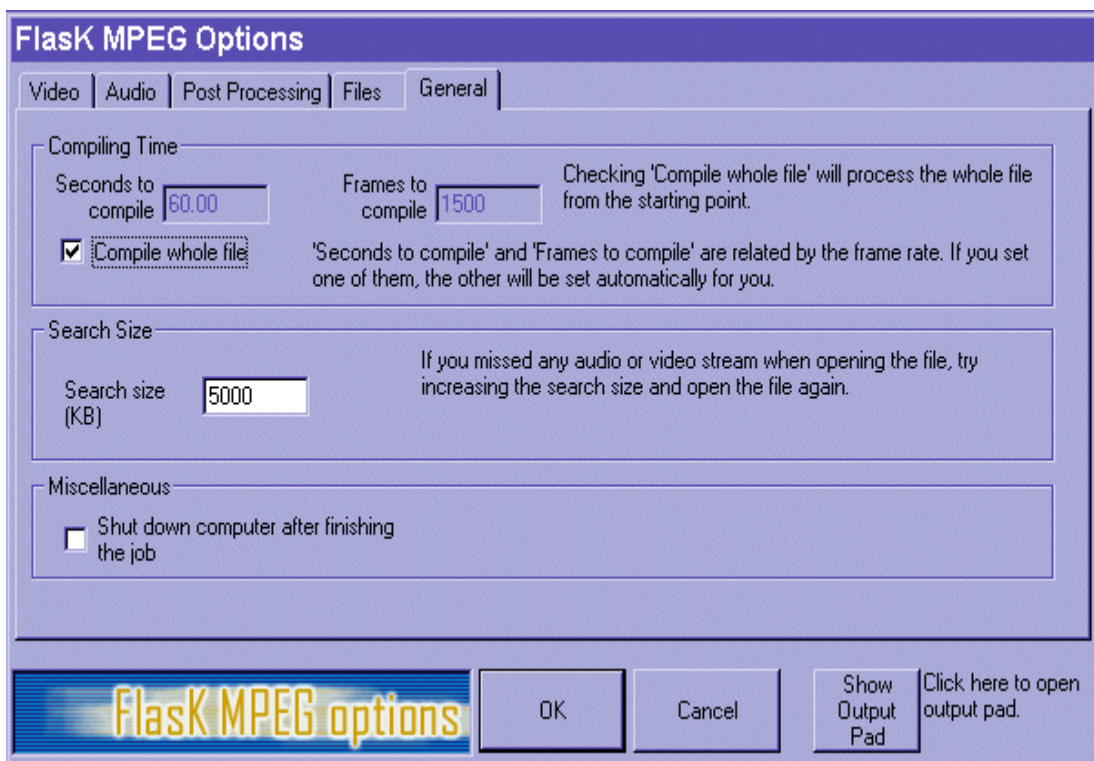 FlasK MPEG Options
Video
Audio
Post Processing
Files
General
Compiling Time
Seconds to
compile
60.00
Frames to
compile
1500
Checking 'Compile whole file' will process the whole file
from the starting point.
Compile whole file
'Seconds to compile' and 'Frames to compile' are related by the frame rate. If you set
one of them, the other will be set automatically for you.
Search Size
Search size
(KB)
5000
If you missed any audio or video stream when opening the file, try
increasing the search size and open the file again.
Miscellaneous
Shut down computer after finishing
the job
FlasK MPEG options
OK
Cancel
Show
Output
Pad
Click here to open
output pad.